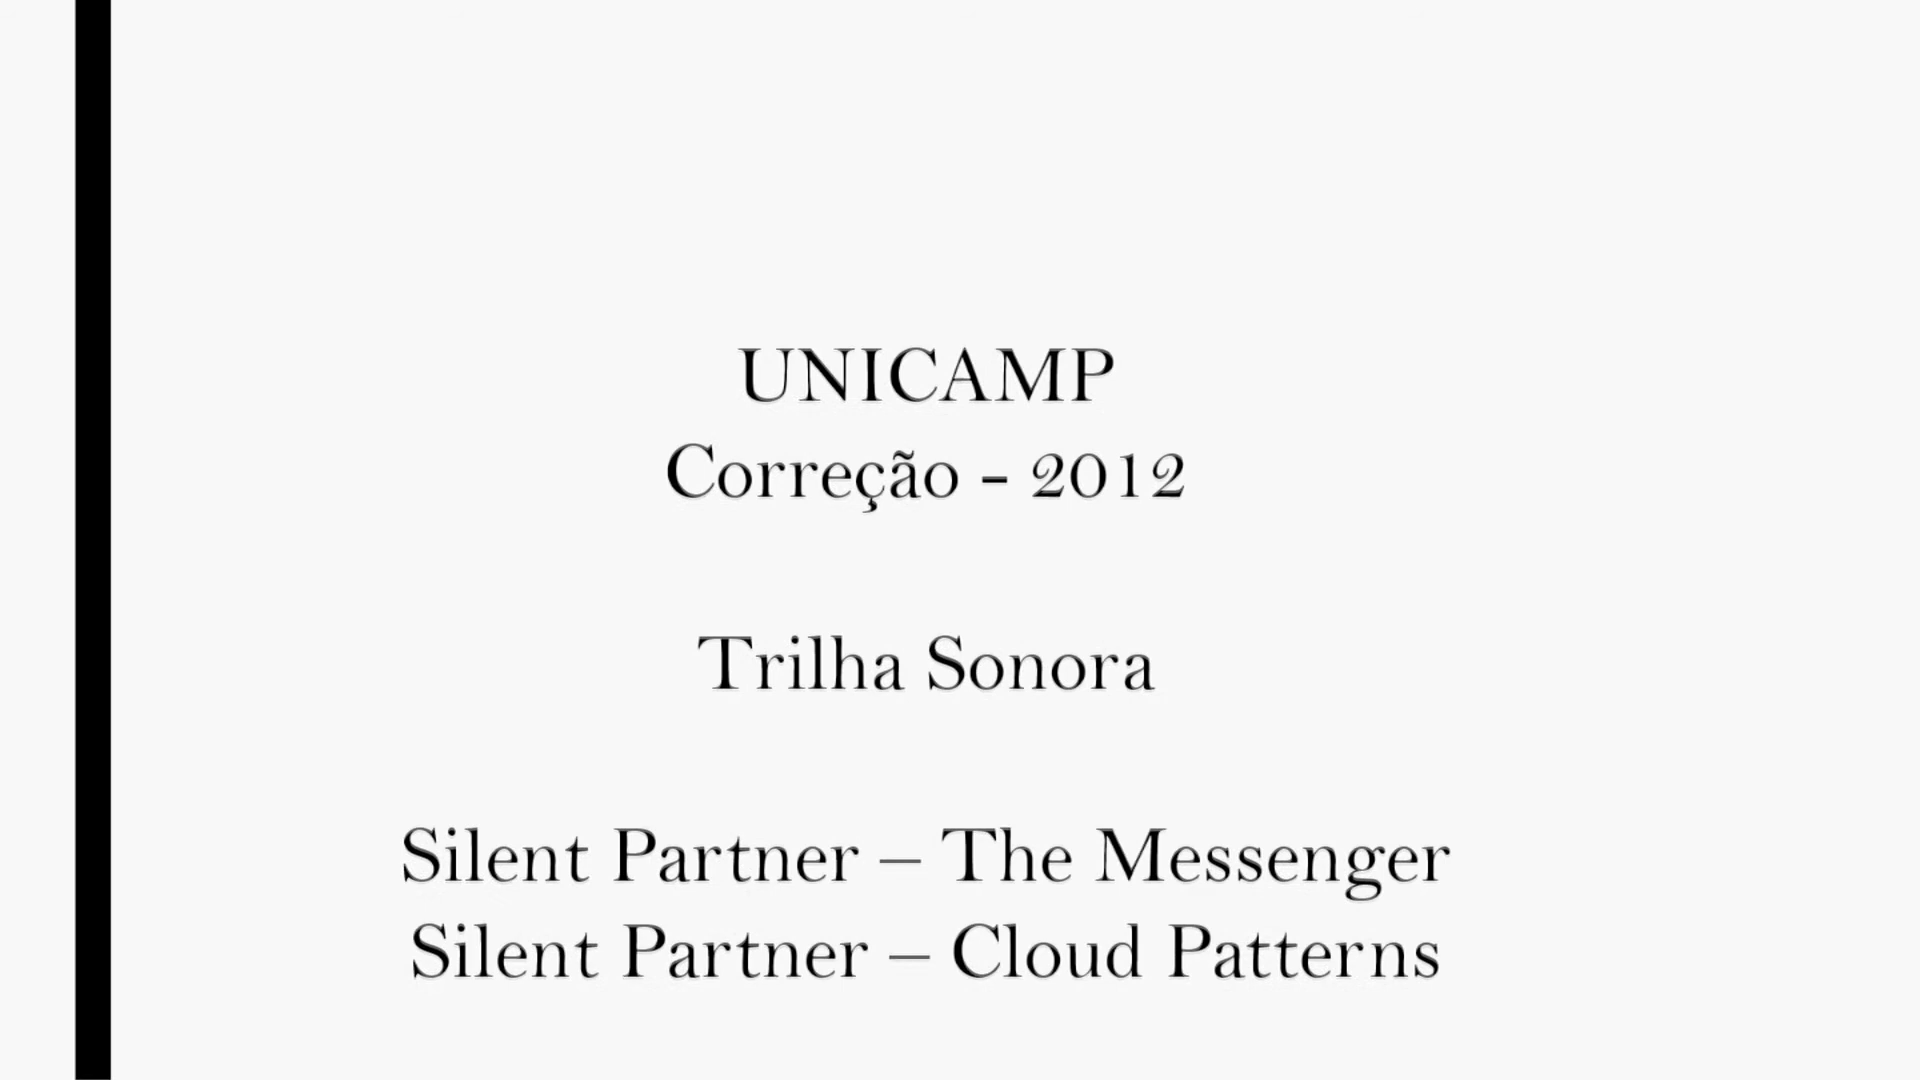 UNICAMP
Correção - 2012
Trilha Sonora
Silent Partner – The Messenger
Silent Partner – Cloud Patterns